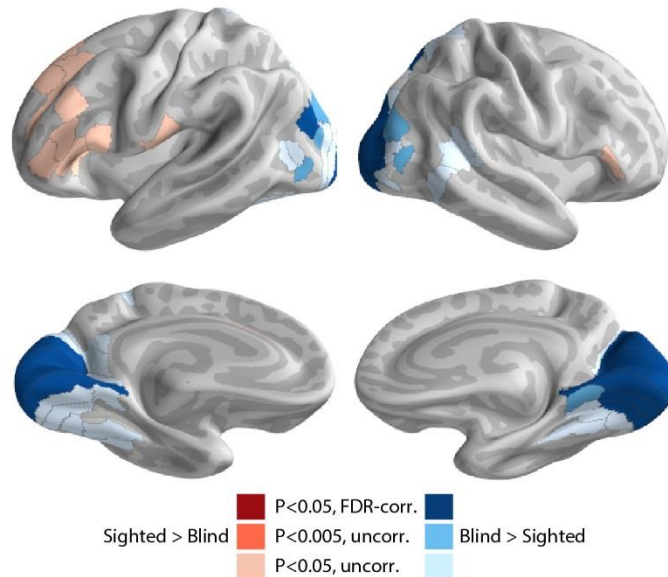 P<0.05, FDR-corr.
Sighted > Blind P<0.005, uncorr. Blind > Sighted
P<0.05, uncorr.